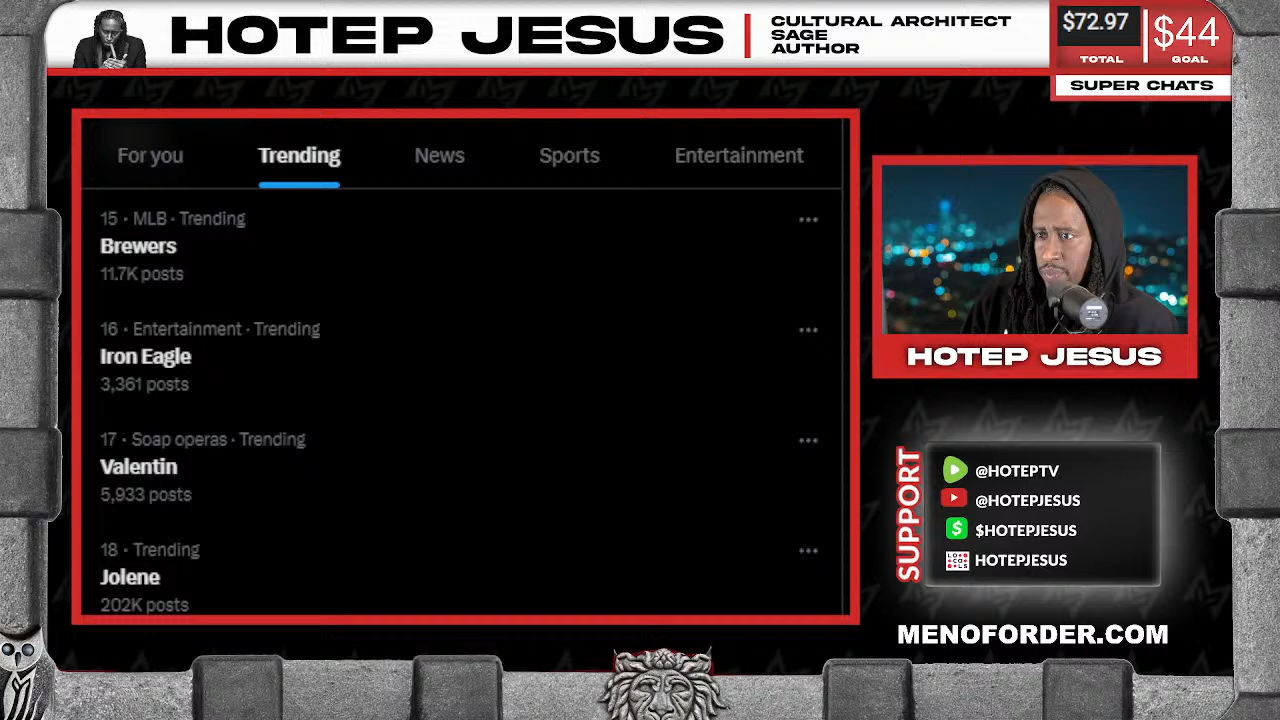 HOTEP JESUS
CULTURAL ARCHITECT
SAGE
AUTHOR
$72.97
TOTAL
$44
GOAL
SUPER CHATS
For you
Trending
News
Sports
Entertainment
15 · MLB · Trending
Brewers
11.7K posts
16 · Entertainment · Trending
Iron Eagle
3,361 posts
17 · Soap operas · Trending
Valentin
5,933 posts
18 · Trending
Jolene
202K posts
HOTEP JESUS
SUPPORT
@HOTEPTV
@HOTEPJESUS
$HOTEPJESUS
LOCALS
HOTEPJESUS
MENOFORDER.COM